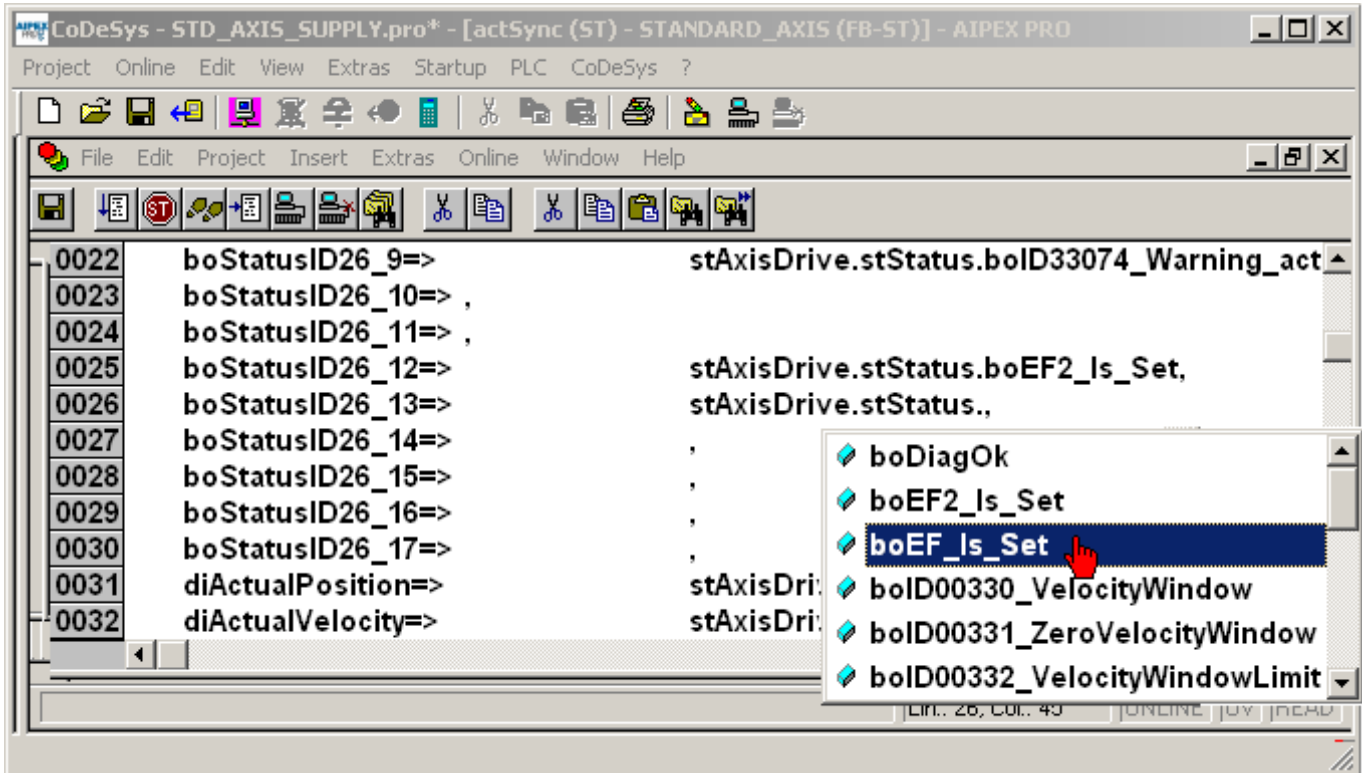 CoDeSys - STD_AXIS_SUPPLY.pro* - [actSync (ST) - STANDARD_AXIS (FB-ST)] - AIPEX PRO
Project Online Edit View Extras Startup PLC CoDeSys ?
File Edit Project Insert Extras Online Window Help
ST
0022 boStatusID26_9=> stAxisDrive.stStatus.boID33074_Warning_act
0023 boStatusID26_10=> ,
0024 boStatusID26_11=> ,
0025 boStatusID26_12=> stAxisDrive.stStatus.boEF2_Is_Set,
0026 boStatusID26_13=> stAxisDrive.stStatus.,
0027 boStatusID26_14=> ,
0028 boStatusID26_15=> ,
0029 boStatusID26_16=> ,
0030 boStatusID26_17=> ,
0031 diActualPosition=> stAxisDri
0032 diActualVelocity=> stAxisDri
boDiagOk
boEF2_Is_Set
boEF_Is_Set
boID00330_VelocityWindow
boID00331_ZeroVelocityWindow
boID00332_VelocityWindowLimit
Lin.: 26, Col.: 45 ONLINE OV READ